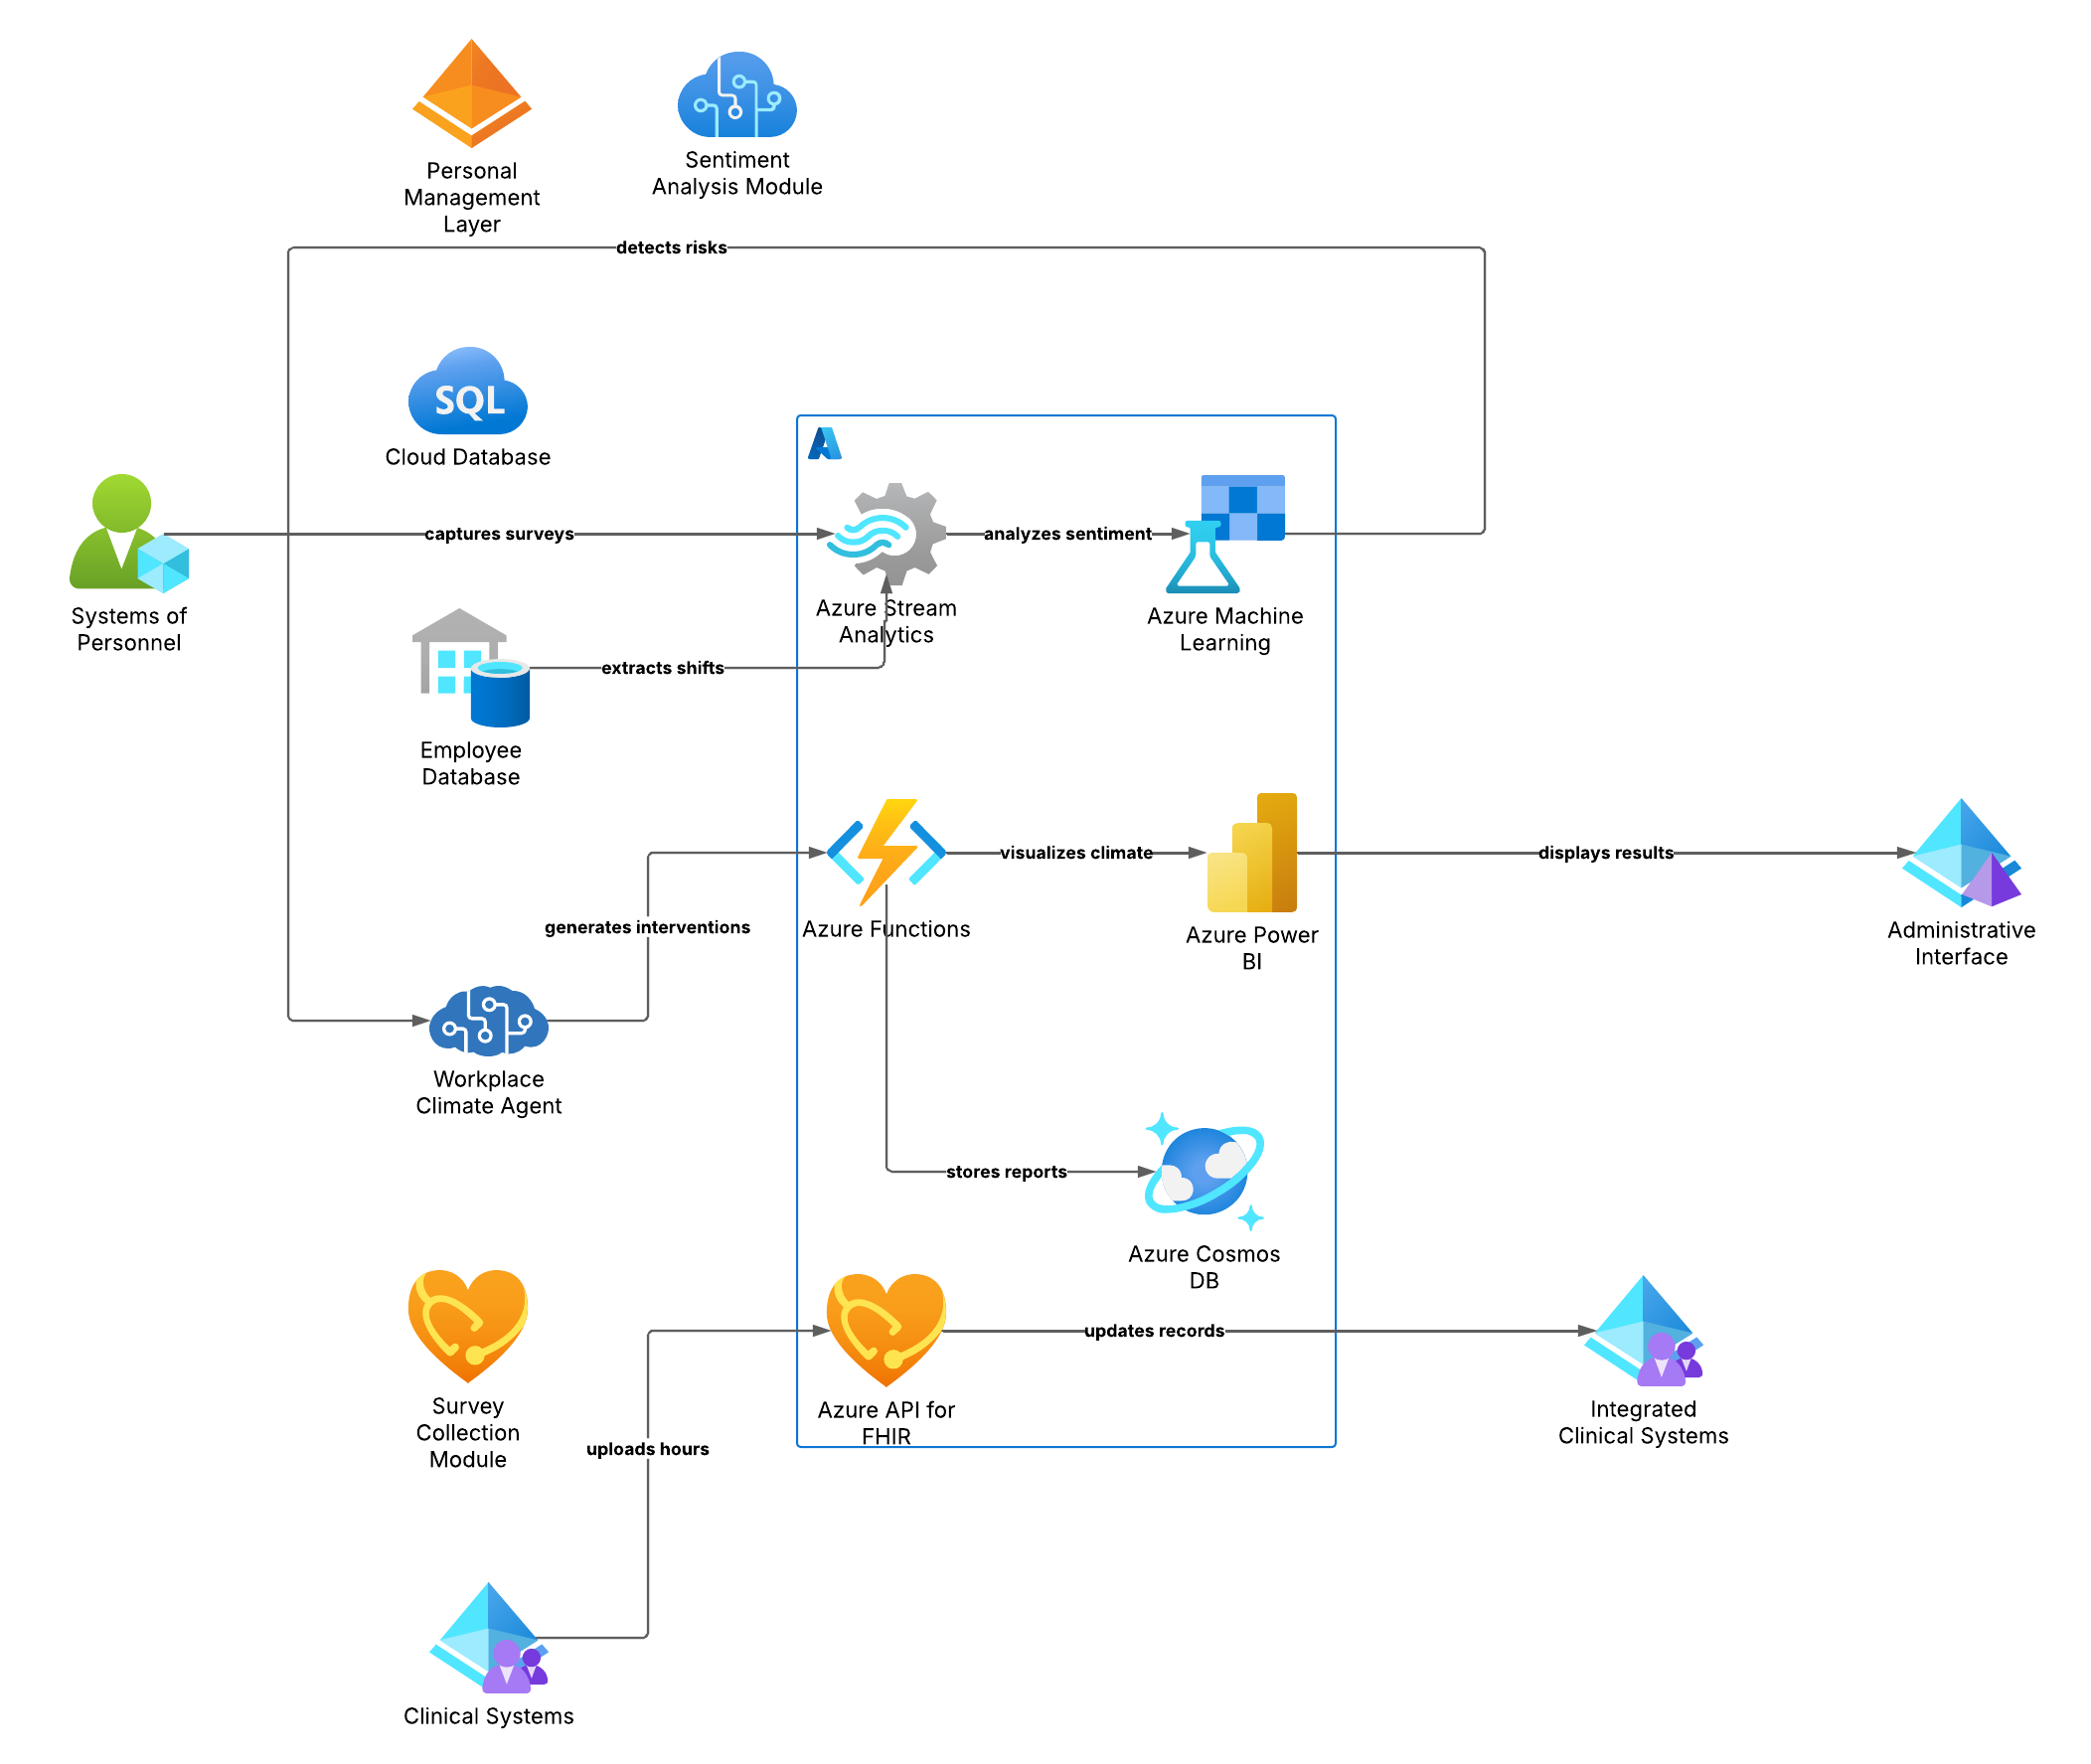 Personal
Management
Layer
Sentiment
Analysis Module
detects risks
SQL
Cloud Database
Systems of
Personnel
captures surveys
Azure Stream
Analytics
analyzes sentiment
Azure Machine
Learning
extracts shifts
Employee
Database
Azure Functions
visualizes climate
Azure Power
BI
displays results
Administrative
Interface
generates interventions
Workplace
Climate Agent
stores reports
Azure Cosmos
DB
Survey
Collection
Module
uploads hours
Azure API for
FHIR
updates records
Integrated
Clinical Systems
Clinical Systems